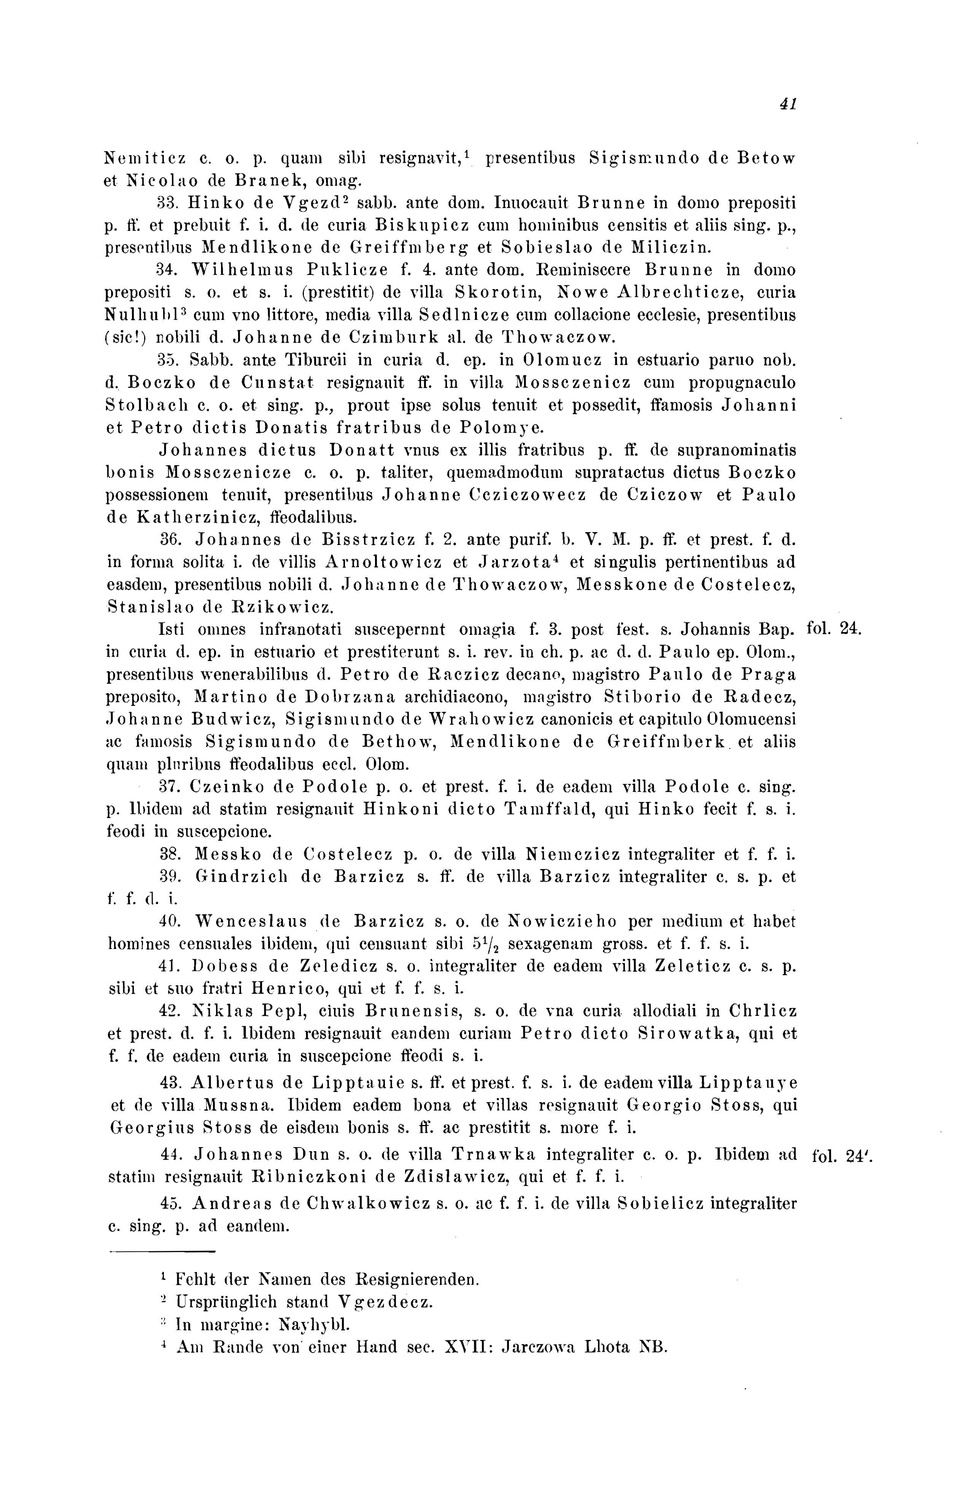 41
Nemiticz c. o. p. quam sibi resignavit,¹ presentibus Sigismundo de Betow
et Nicolao de Branek, omag.
33. Hinko de Vgezd² sabb. ante dom. Inuocauit Brunne in domo prepositi
p. ff. et prebuit f. i. d. de curia Biskupicz cum hominibus censitis et aliis sing. p.,
presentibus Mendlikone de Greiffmberg et Sobieslao de Miliczin.
34. Wilhelmus Puklicze f. 4. ante dom. Reminiscere Brunne in domo
prepositi s. o. et s. i. (prestitit) de villa Skorotin, Nowe Albrechticze, curia
Nulhubl³ cum vno littore, media villa Sedlnicze cum collacione ecclesie, presentibus
(sic!) nobili d. Johanne de Czimburk al. de Thowaczow.
35. Sabb. ante Tiburcii in curia d. ep. in Olomucz in estuario paruo nob.
d. Boczko de Cunstat resignauit ff. in villa Mossczenicz cum propugnaculo
Stolbach c. o. et sing. p., prout ipse solus tenuit et possedit, ffamosis Johanni
et Petro dictis Donatis fratribus de Polomye.
Johannes dictus Donatt vnus ex illis fratribus p. ff. de supranominatis
bonis Mossczenicze c. o. p. taliter, quemadmodum supratactus dictus Boczko
possessionem tenuit, presentibus Johanne Ccziczowecz de Cziczow et Paulo
de Katherzinicz, ffeodalibus.
36. Johannes de Bisstrzicz f. 2. ante purif. b. V. M. p. ff. et prest. f. d.
in forma solita i. de villis Arnoltowicz et Jarzota⁴ et singulis pertinentibus ad
easdem, presentibus nobili d. Johanne de Thowaczow, Messkone de Costelecz,
Stanislao de Rzikowicz.
Isti omnes infranotati suscepernnt omagia f. 3. post fest. s. Johannis Bap. fol. 24.
in curia d. ep. in estuario et prestiterunt s. i. rev. in ch. p. ac d. d. Paulo ep. Olom.,
presentibus wenerabilibus d. Petro de Raczicz decano, magistro Paulo de Praga
preposito, Martino de Dobrzana archidiacono, magistro Stiborio de Radecz,
Johanne Budwicz, Sigismundo de Wrahowicz canonicis et capitulo Olomucensi
ac famosis Sigismundo de Bethow, Mendlikone de Greiffmberk et aliis
quam pluribus ffeodalibus eccl. Olom.
37. Czeinko de Podole p. o. et prest. f. i. de eadem villa Podole c. sing.
p. Ibidem ad statim resignauit Hinkoni dicto Tamffald, qui Hinko fecit f. s. i.
feodi in suscepcione.
38. Messko de Costelecz p. o. de villa Niemczicz integraliter et f. f. i.
39. Gindrzich de Barzicz s. ff. de villa Barzicz integraliter c. s. p. et
f. f. d. i.
40. Wenceslaus de Barzicz s. o. de Nowiczieho per medium et habet
homines censuales ibidem, qui censuant sibi 5½ sexagenam gross. et f. f. s. i.
41. Dobess de Zeledicz s. o. integraliter de eadem villa Zeleticz c. s. p.
sibi et suo fratri Henrico, qui et f. f. s. i.
42. Niklas Pepl, ciuis Brunensis, s. o. de vna curia allodiali in Chrlicz
et prest. d. f. i. Ibidem resignauit eandem curiam Petro dicto Sirowatka, qui et
f. f. de eadem curia in suscepcione ffeodi s. i.
43. Albertus de Lipptauie s. ff. et prest. f. s. i. de eadem villa Lipptauye
et de villa Mussna. Ibidem eadem bona et villas resignauit Georgio Stoss, qui
Georgius Stoss de eisdem bonis s. ff. ac prestitit s. more f. i.
44. Johannes Dun s. o. de villa Trnawka integraliter c. o. p. Ibidem ad fol. 24'.
statim resignauit Ribniczkoni de Zdislawicz, qui et f. f. i.
45. Andreas de Chwalkowicz s. o. ac f. f. i. de villa Sobielicz integraliter
c. sing. p. ad eandem.
¹ Fehlt der Namen des Resignierenden.
² Ursprünglich stand Vgezdecz.
³ In margine: Nayhybl.
⁴ Am Rande von einer Hand sec. XVII: Jarczowa Lhota NB.